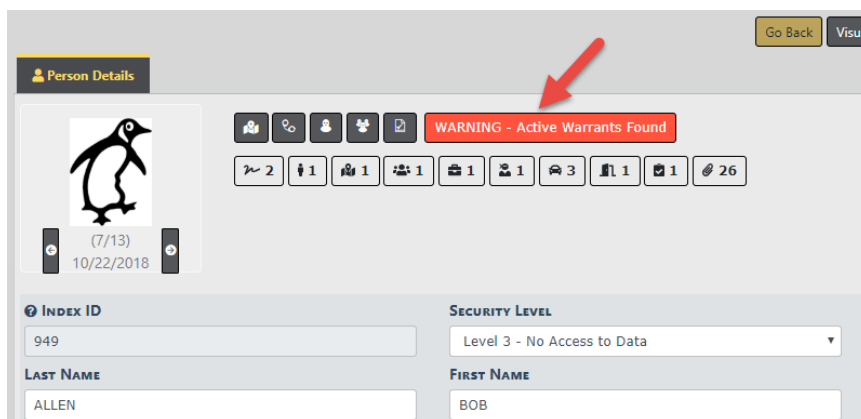 Go Back Visu
Person Details
WARNING - Active Warrants Found
2 1 1 1 1 1 3 1 1 26
(7/13)
10/22/2018
INDEX ID SECURITY LEVEL
949 Level 3 - No Access to Data
LAST NAME FIRST NAME
ALLEN BOB